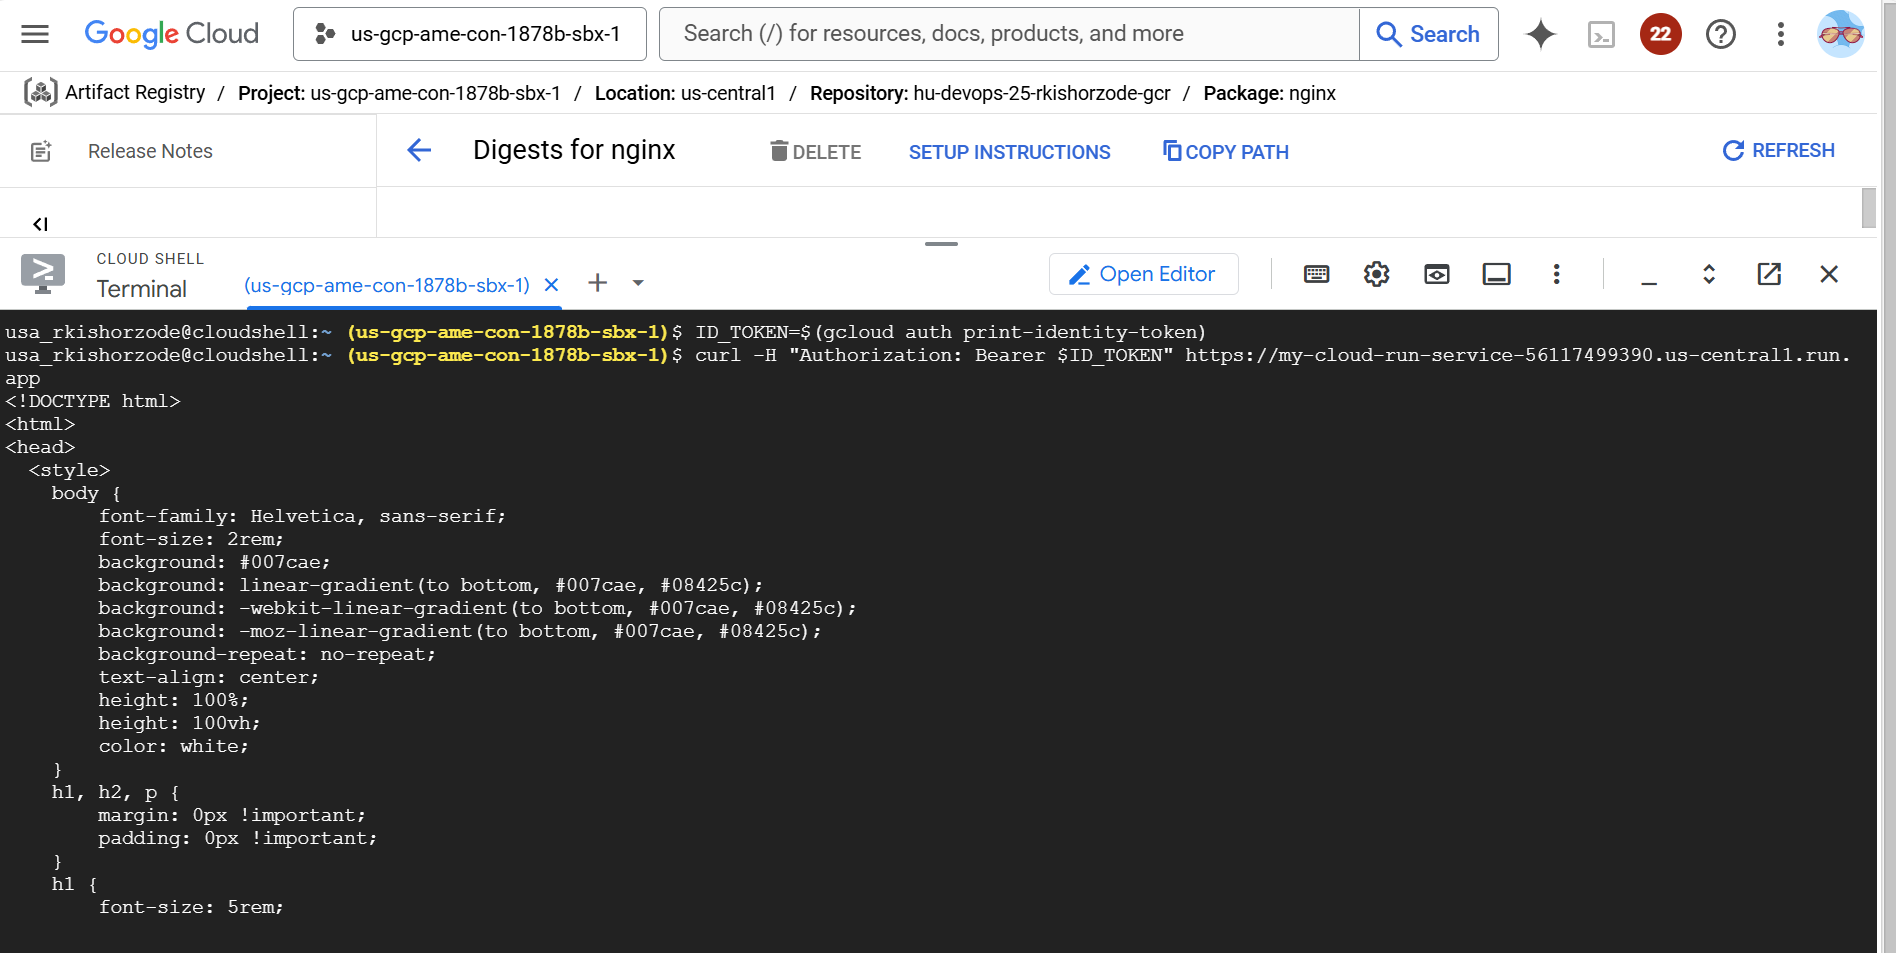 Google Cloud
us-gcp-ame-con-1878b-sbx-1
Search (/) for resources, docs, products, and more
Search
22
Artifact Registry / Project: us-gcp-ame-con-1878b-sbx-1 / Location: us-central1 / Repository: hu-devops-25-rkishorzode-gcr / Package: nginx
Release Notes
Digests for nginx
DELETE
SETUP INSTRUCTIONS
COPY PATH
REFRESH
CLOUD SHELL
Terminal
(us-gcp-ame-con-1878b-sbx-1)
Open Editor
usa_rkishorzode@cloudshell:~ (us-gcp-ame-con-1878b-sbx-1)$ ID_TOKEN=$(gcloud auth print-identity-token)
usa_rkishorzode@cloudshell:~ (us-gcp-ame-con-1878b-sbx-1)$ curl -H "Authorization: Bearer $ID_TOKEN" https://my-cloud-run-service-56117499390.us-central1.run.
app
<!DOCTYPE html>
<html>
<head>
  <style>
    body {
        font-family: Helvetica, sans-serif;
        font-size: 2rem;
        background: #007cae;
        background: linear-gradient(to bottom, #007cae, #08425c);
        background: -webkit-linear-gradient(to bottom, #007cae, #08425c);
        background: -moz-linear-gradient(to bottom, #007cae, #08425c);
        background-repeat: no-repeat;
        text-align: center;
        height: 100%;
        height: 100vh;
        color: white;
    }
    h1, h2, p {
        margin: 0px !important;
        padding: 0px !important;
    }
    h1 {
        font-size: 5rem;